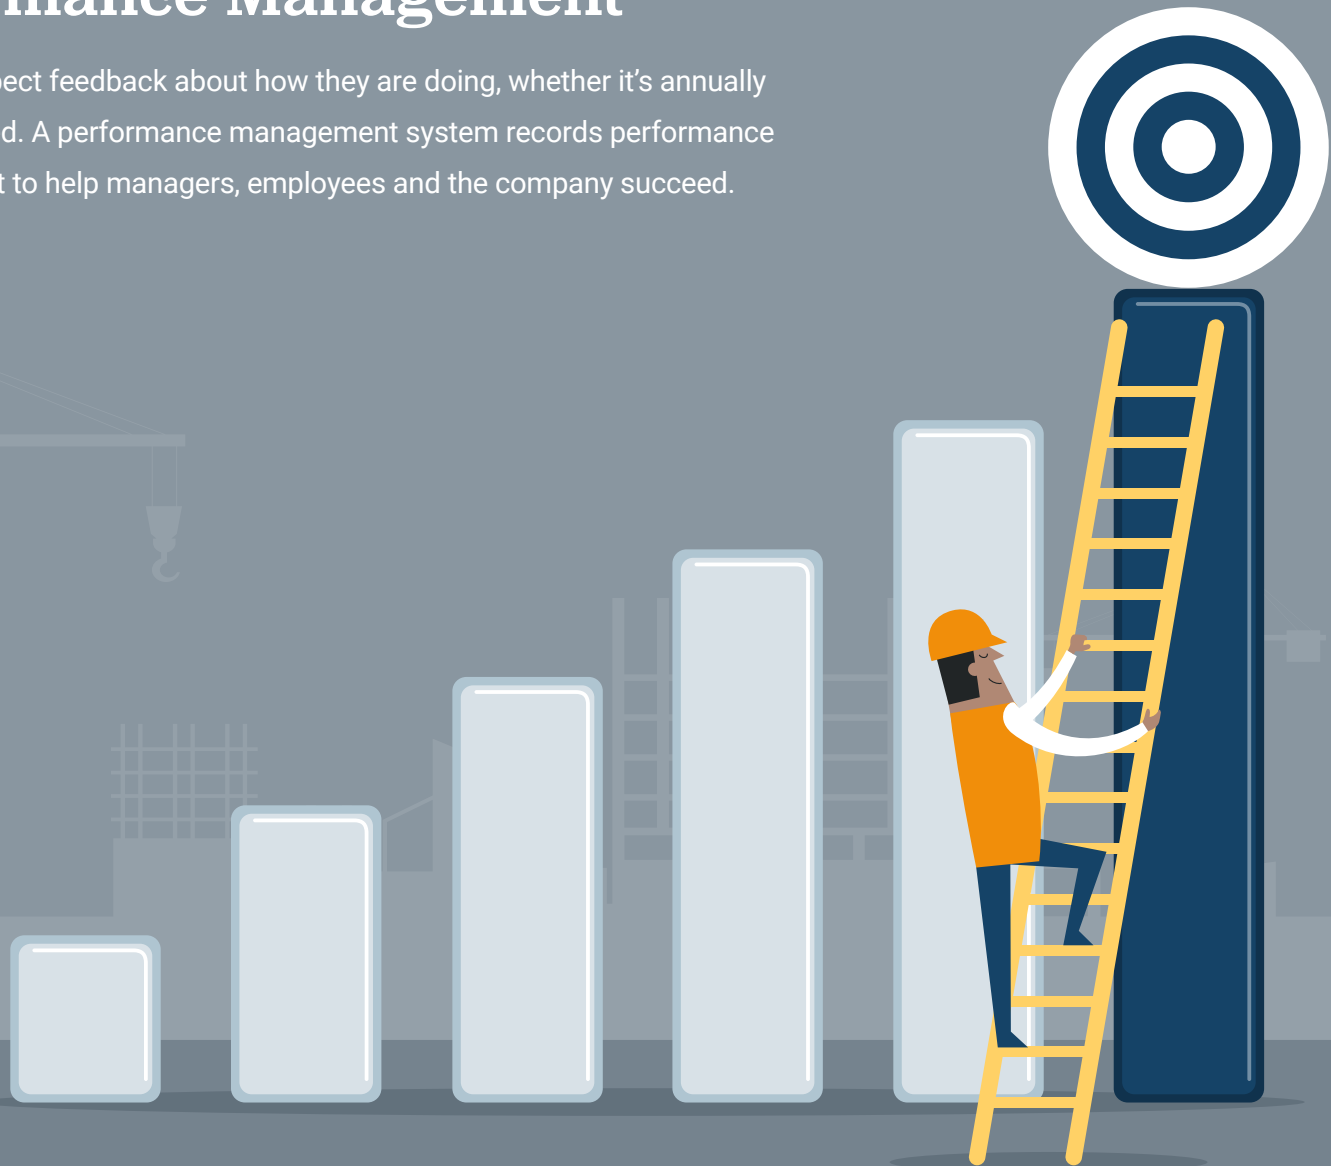 Management
feedback about how they are doing, whether it’s annually
A performance management system records performance
to help managers, employees and the company succeed.